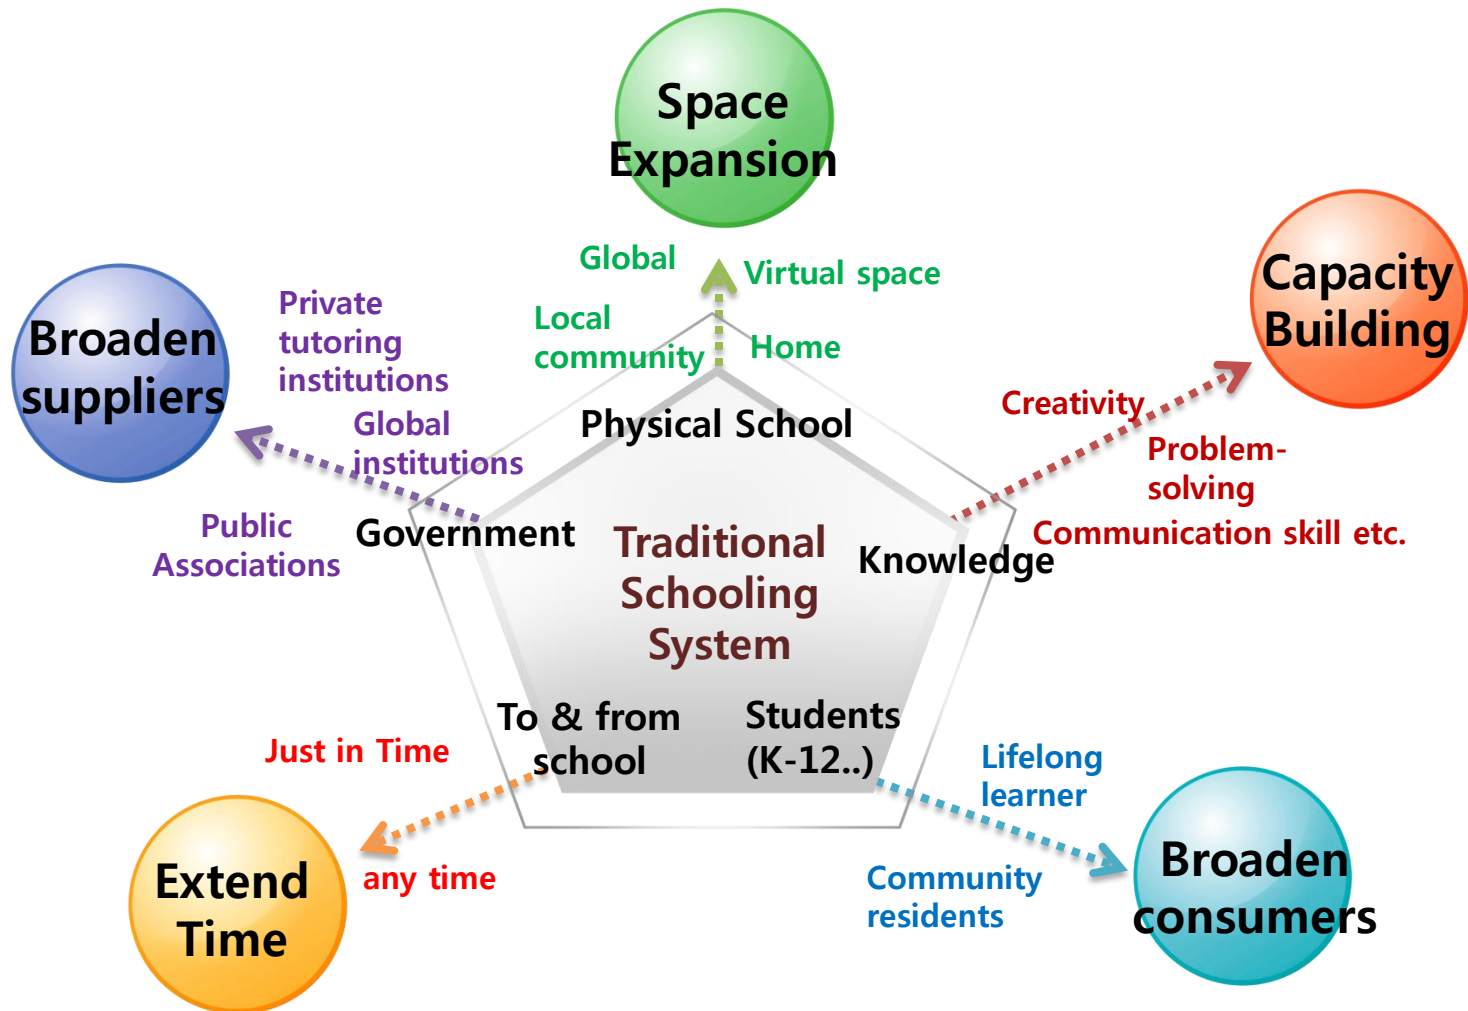 Space
Expansion
Global
Virtual space
Local
community
Home
Capacity
Building
Creativity
Problem-
solving
Communication skill etc.
Broaden
suppliers
Private
tutoring
institutions
Global
institutions
Public
Associations
Physical School
Government
Knowledge
Traditional
Schooling
System
To & from
school
Students
(K-12..)
Just in Time
any time
Extend
Time
Lifelong
learner
Community
residents
Broaden
consumers